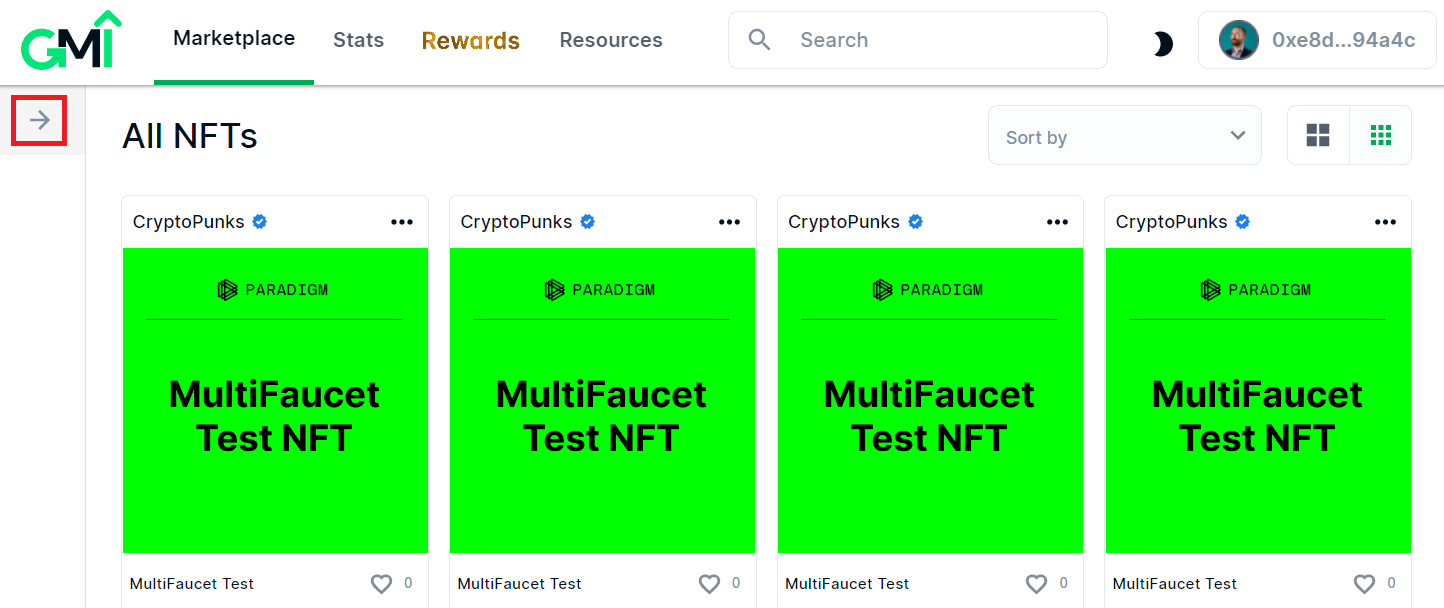 GMI Marketplace Stats Rewards Resources Search 0xe8d...94a4c
All NFTs Sort by
CryptoPunks CryptoPunks CryptoPunks CryptoPunks
PARADIGM PARADIGM PARADIGM PARADIGM
MultiFaucet MultiFaucet MultiFaucet MultiFaucet
Test NFT Test NFT Test NFT Test NFT
MultiFaucet Test 0 MultiFaucet Test 0 MultiFaucet Test 0 MultiFaucet Test 0